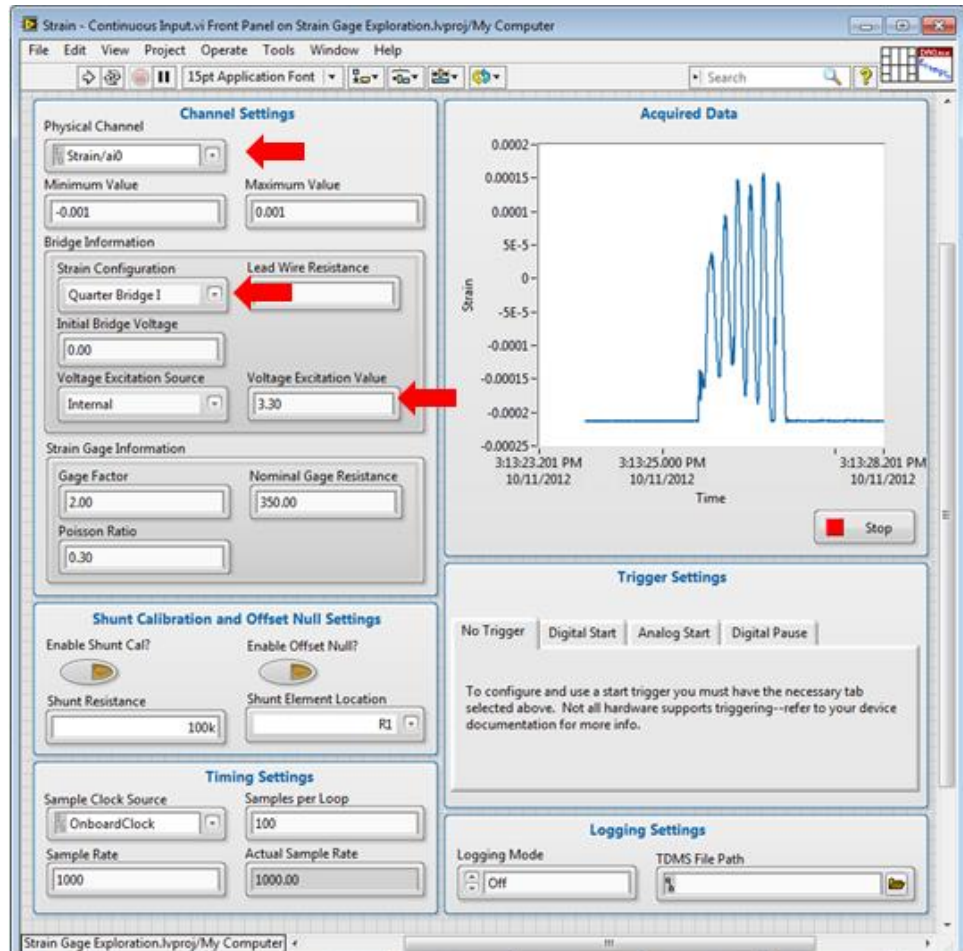 Strain - Continuous Input.vi Front Panel on Strain Gage Exploration.lvproj/My Computer
File Edit View Project Operate Tools Window Help
15pt Application Font
Search
Channel Settings
Physical Channel
Strain/ai0
Minimum Value Maximum Value
-0.001 0.001
Bridge Information
Strain Configuration Lead Wire Resistance
Quarter Bridge I
Initial Bridge Voltage
0.00
Voltage Excitation Source Voltage Excitation Value
Internal 3.30
Strain Gage Information
Gage Factor Nominal Gage Resistance
2.00 350.00
Poisson Ratio
0.30
Shunt Calibration and Offset Null Settings
Enable Shunt Cal? Enable Offset Null?
Shunt Resistance Shunt Element Location
100k R1
Timing Settings
Sample Clock Source Samples per Loop
OnboardClock 100
Sample Rate Actual Sample Rate
1000 1000.00
Acquired Data
0.0002
0.00015
0.0001
5E-5
0
-5E-5
-0.0001
-0.00015
-0.0002
-0.00025
Strain
3:13:23.201 PM 3:13:25.000 PM 3:13:28.201 PM
10/11/2012 10/11/2012 10/11/2012
Time
Stop
Trigger Settings
No Trigger Digital Start Analog Start Digital Pause
To configure and use a start trigger you must have the necessary tab
selected above. Not all hardware supports triggering--refer to your device
documentation for more info.
Logging Settings
Logging Mode TDMS File Path
Off
Strain Gage Exploration.lvproj/My Computer